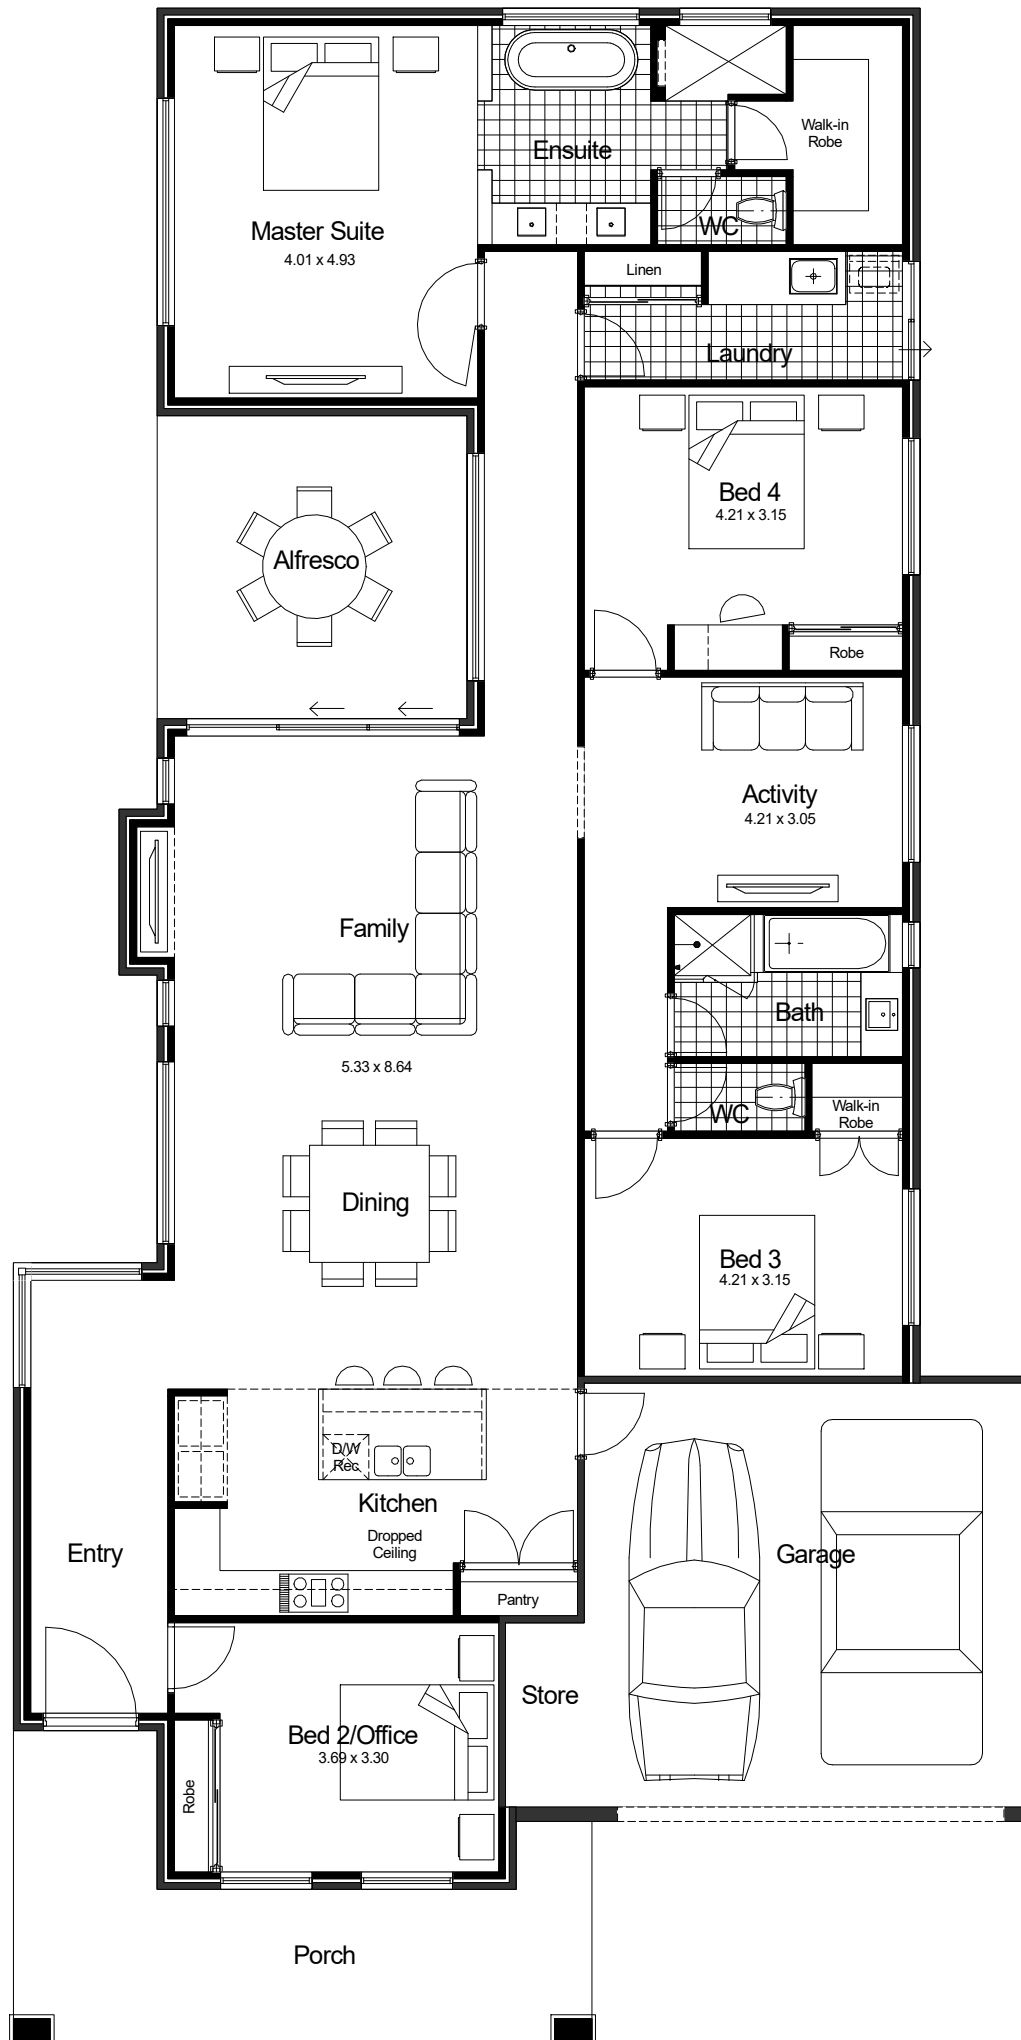 Walk-in
Robe
Ensuite
Master Suite
4.01 x 4.93
WC
Linen
Laundry
Bed 4
4.21 x 3.15
Alfresco
Robe
Activity
4.21 x 3.05
Family
5.33 x 8.64
Bath
WC
Walk-in
Robe
Dining
Bed 3
4.21 x 3.15
D/W
Rec
Kitchen
Dropped
Ceiling
Entry
Garage
Pantry
Store
Bed 2/Office
3.69 x 3.30
Robe
Porch